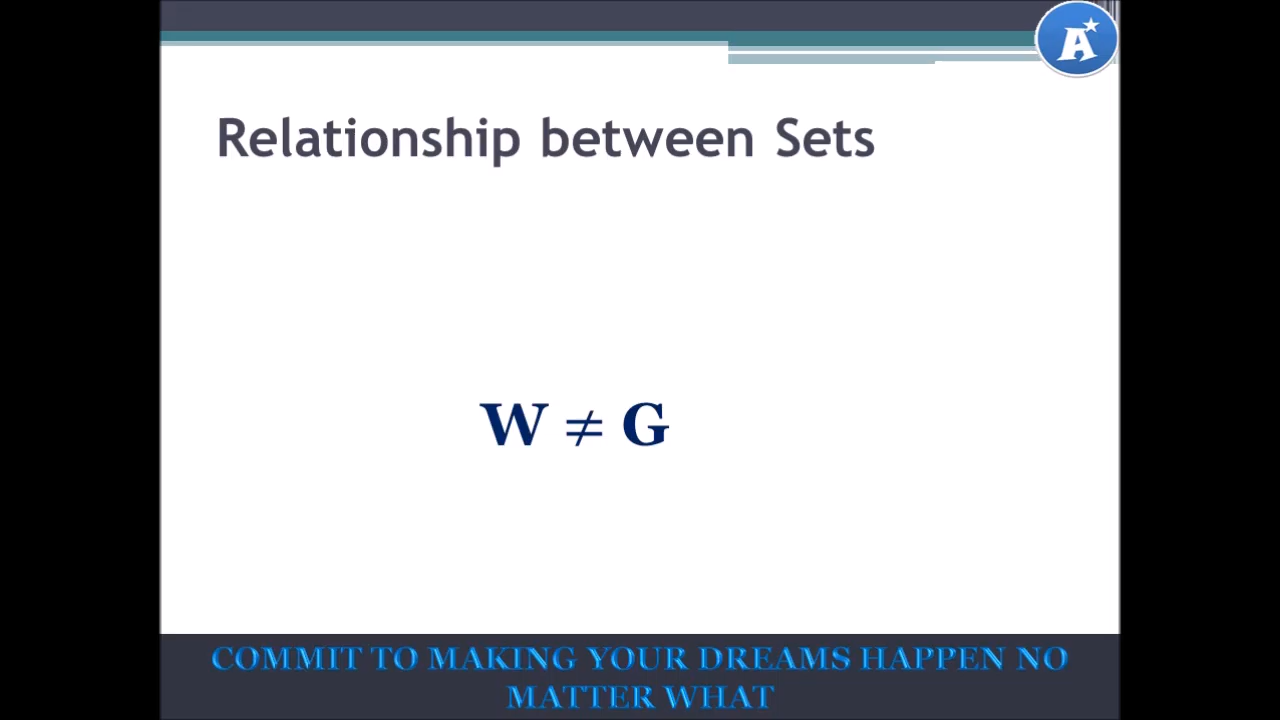 A
Relationship between Sets
W ≠ G
COMMIT TO MAKING YOUR DREAMS HAPPEN NO
MATTER WHAT